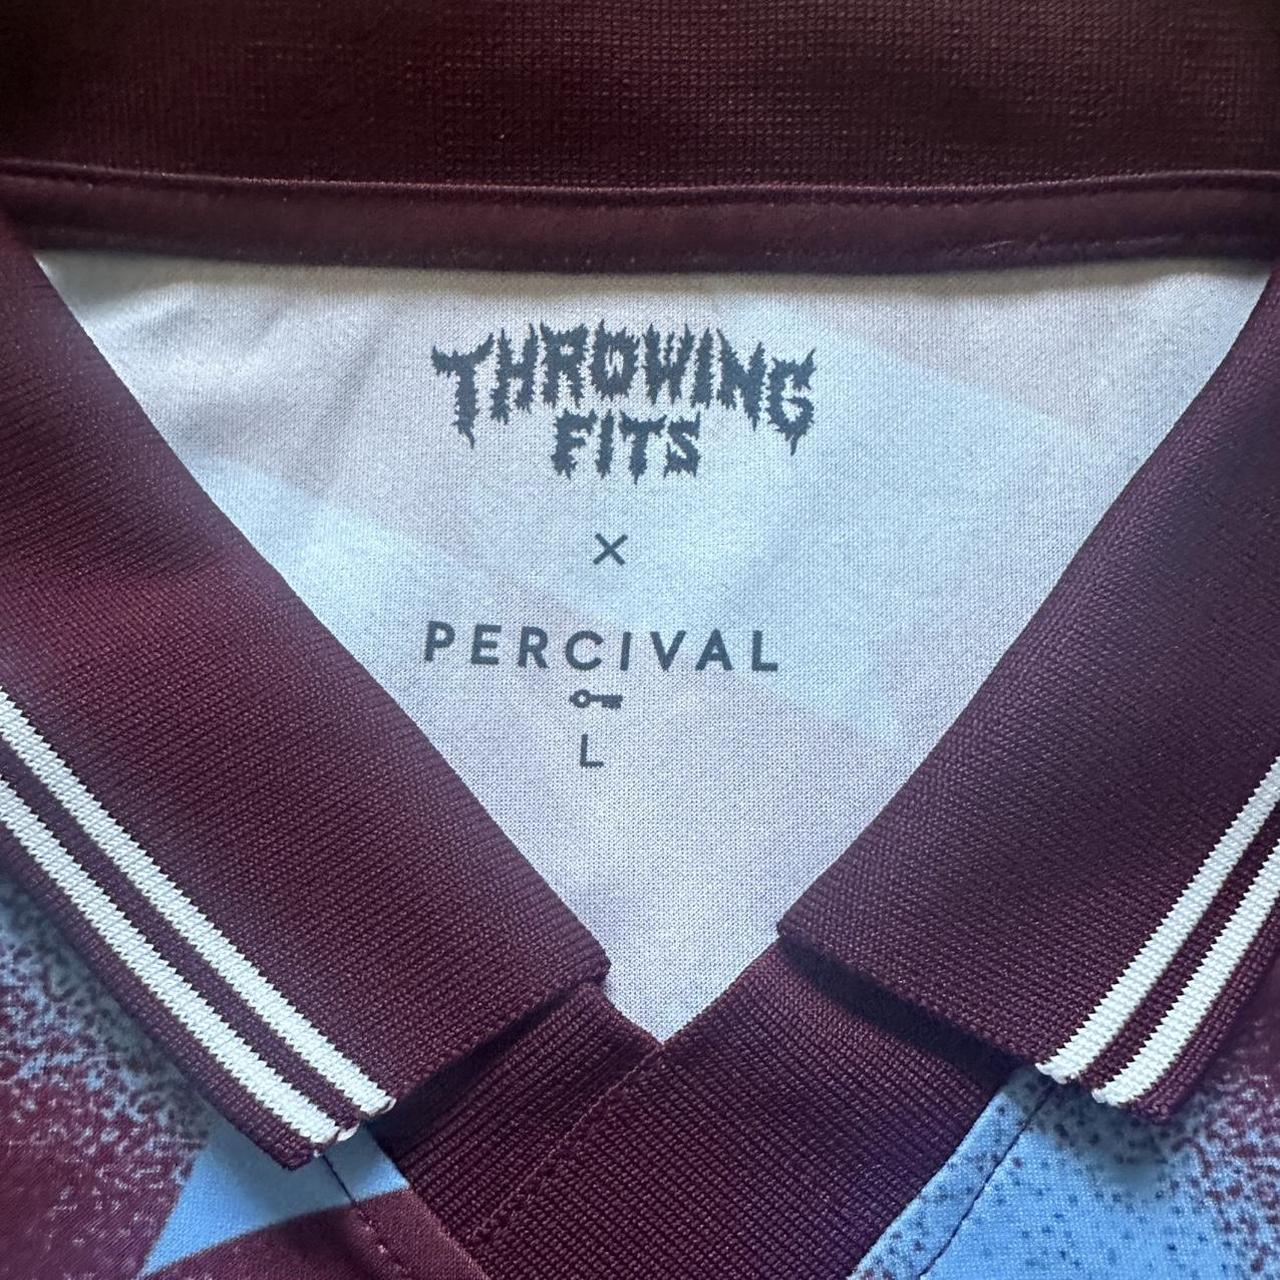 THROWING
FITS
×
PERCIVAL
L